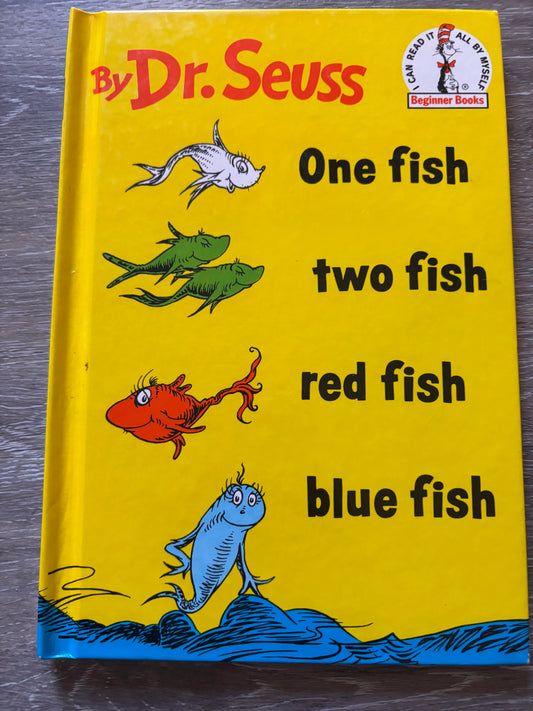 By Dr. Seuss
I CAN READ IT ALL BY MYSELF
®
Beginner Books
One fish
two fish
red fish
blue fish